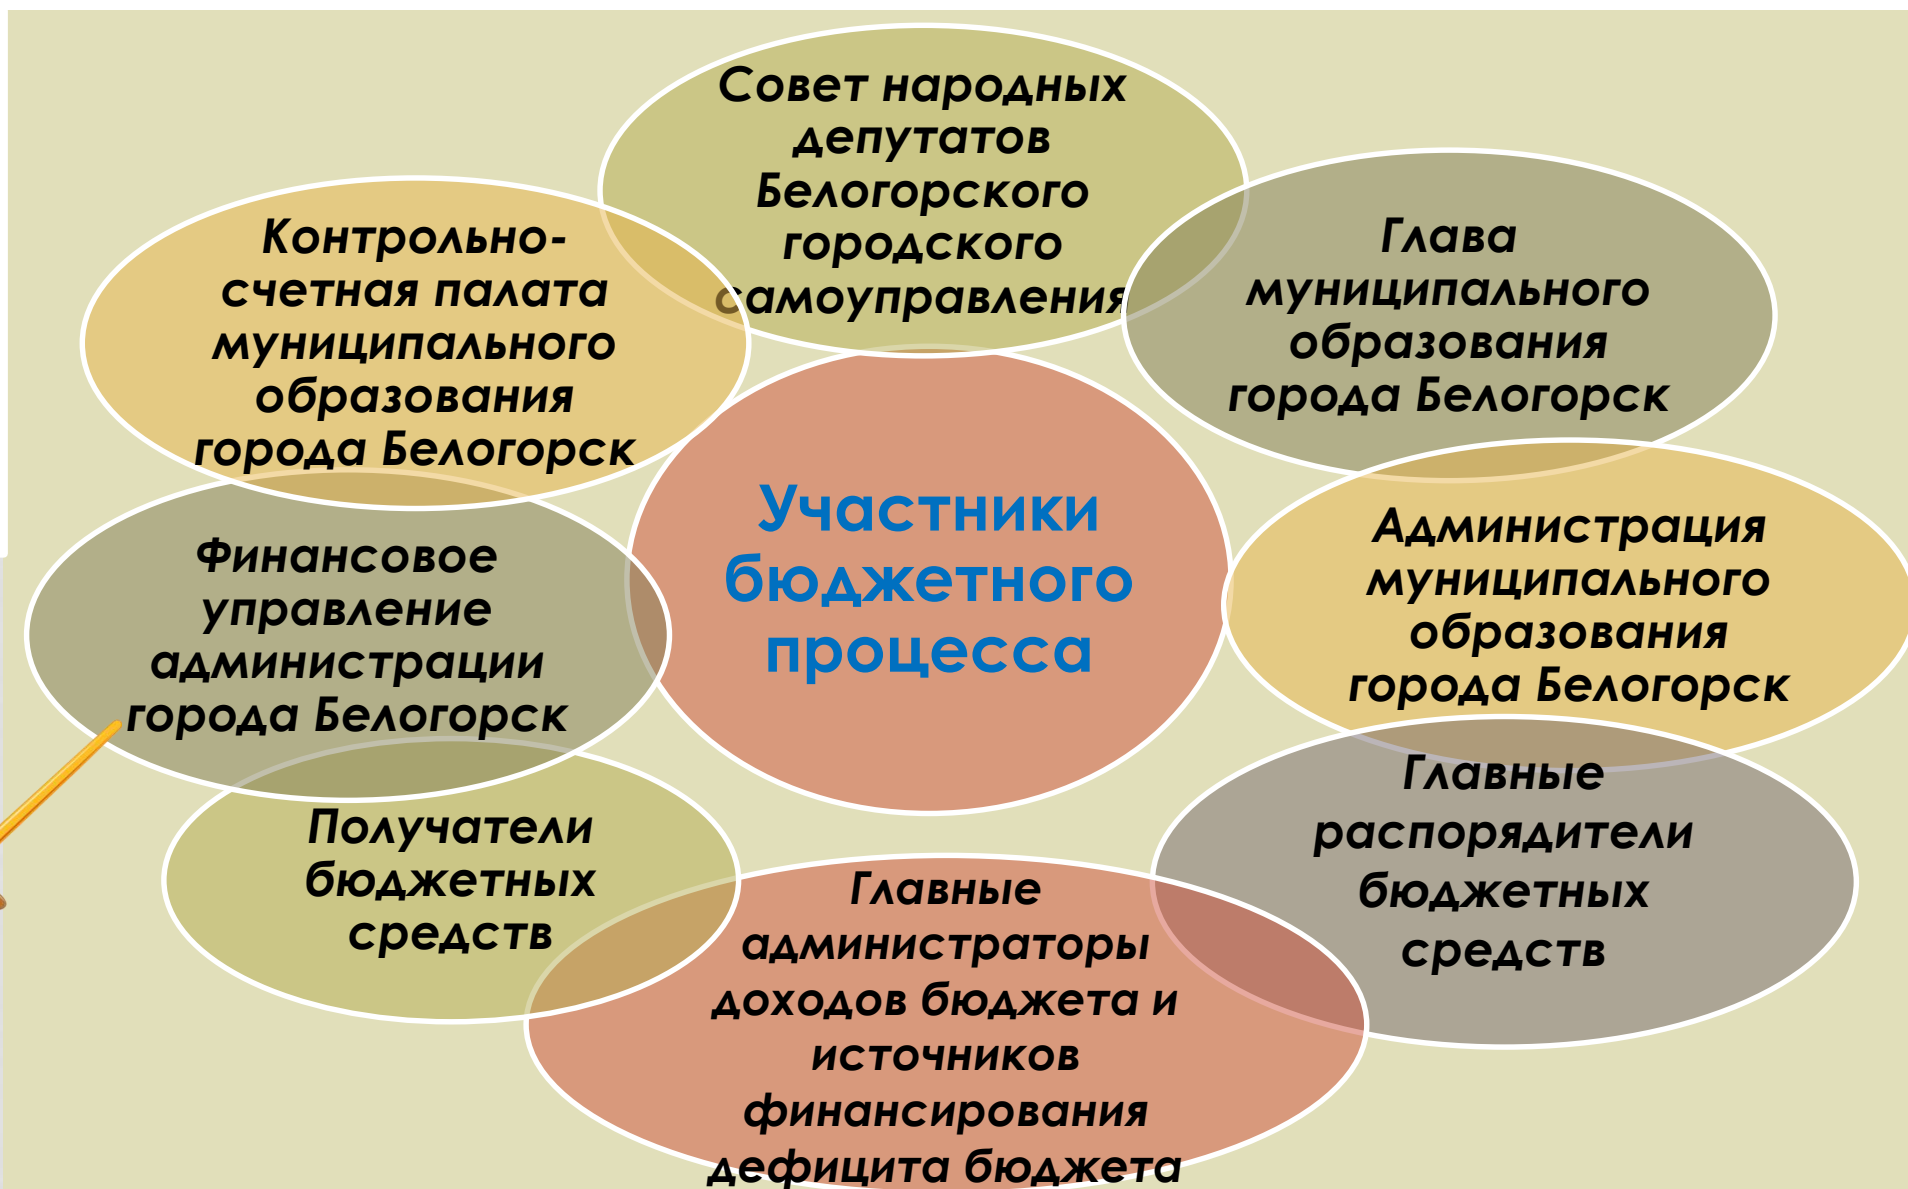 Совет народных
депутатов
Белогорского
городского
самоуправления
Глава
муниципального
образования
города Белогорск
Администрация
муниципального
образования
города Белогорск
Главные
распорядители
бюджетных
средств
Главные
администраторы
доходов бюджета и
источников
финансирования
дефицита бюджета
Получатели
бюджетных
средств
Финансовое
управление
администрации
города Белогорск
Контрольно-
счетная палата
муниципального
образования
города Белогорск
Участники
бюджетного
процесса